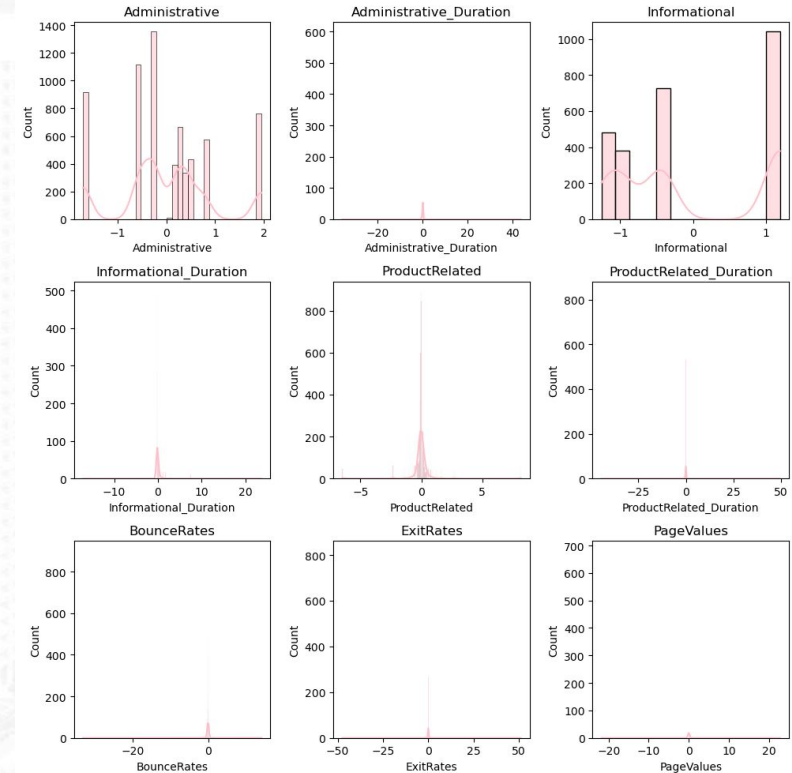 Administrative Administrative_Duration Informational
1400 600 1000
1200 500 800
1000 400 600
800 300 400
600 200 200
400 100 0
200 0
0
Count Count Count
−1 0 1 2 −20 0 20 40 −1 0 1
Administrative Administrative_Duration Informational
Informational_Duration ProductRelated ProductRelated_Duration
500 800 800
400 600 600
300 400 400
200 200 200
100 0 0
0
Count Count Count
−10 0 10 20 −5 0 5 −25 0 25 50
Informational_Duration ProductRelated ProductRelated_Duration
BounceRates ExitRates PageValues
800 800 700
600 600 600
400 400 500
200 200 400
0 0 300
200
100
0
Count Count Count
−20 0 −50 −25 0 25 50 −20 −10 0 10 20
BounceRates ExitRates PageValues